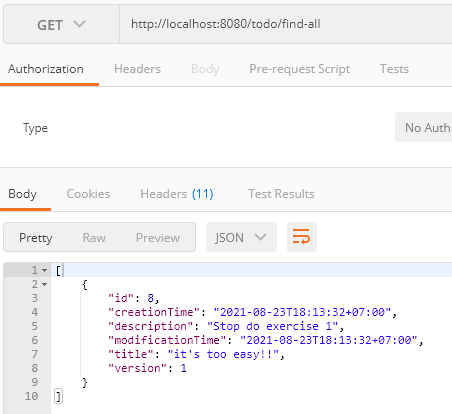 GET http://localhost:8080/todo/find-all
Authorization Headers Body Pre-request Script Tests
Type No Auth
Body Cookies Headers (11) Test Results
Pretty Raw Preview JSON
1 [
2 {
3 "id": 8,
4 "creationTime": "2021-08-23T18:13:32+07:00",
5 "description": "Stop do exercise 1",
6 "modificationTime": "2021-08-23T18:13:32+07:00",
7 "title": "it's too easy!!",
8 "version": 1
9 }
10 ]